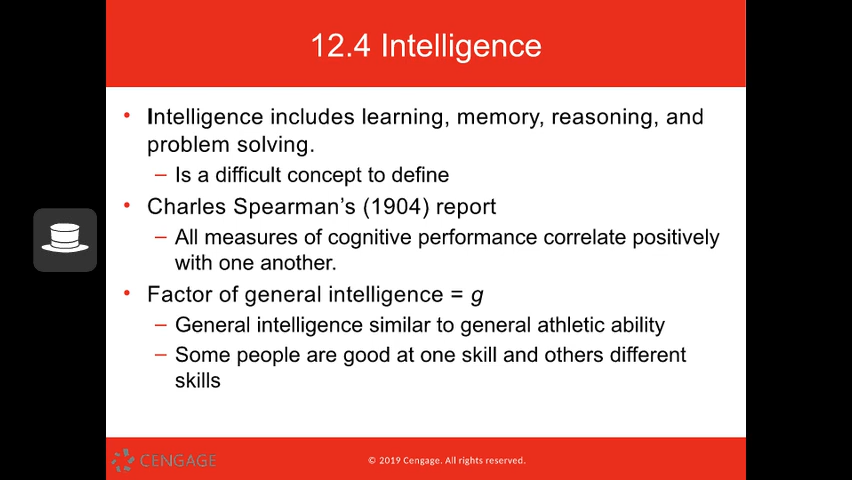 12.4 Intelligence
• Intelligence includes learning, memory, reasoning, and
problem solving.
– Is a difficult concept to define
• Charles Spearman’s (1904) report
– All measures of cognitive performance correlate positively
with one another.
• Factor of general intelligence = g
– General intelligence similar to general athletic ability
– Some people are good at one skill and others different
skills
CENGAGE
© 2019 Cengage. All rights reserved.